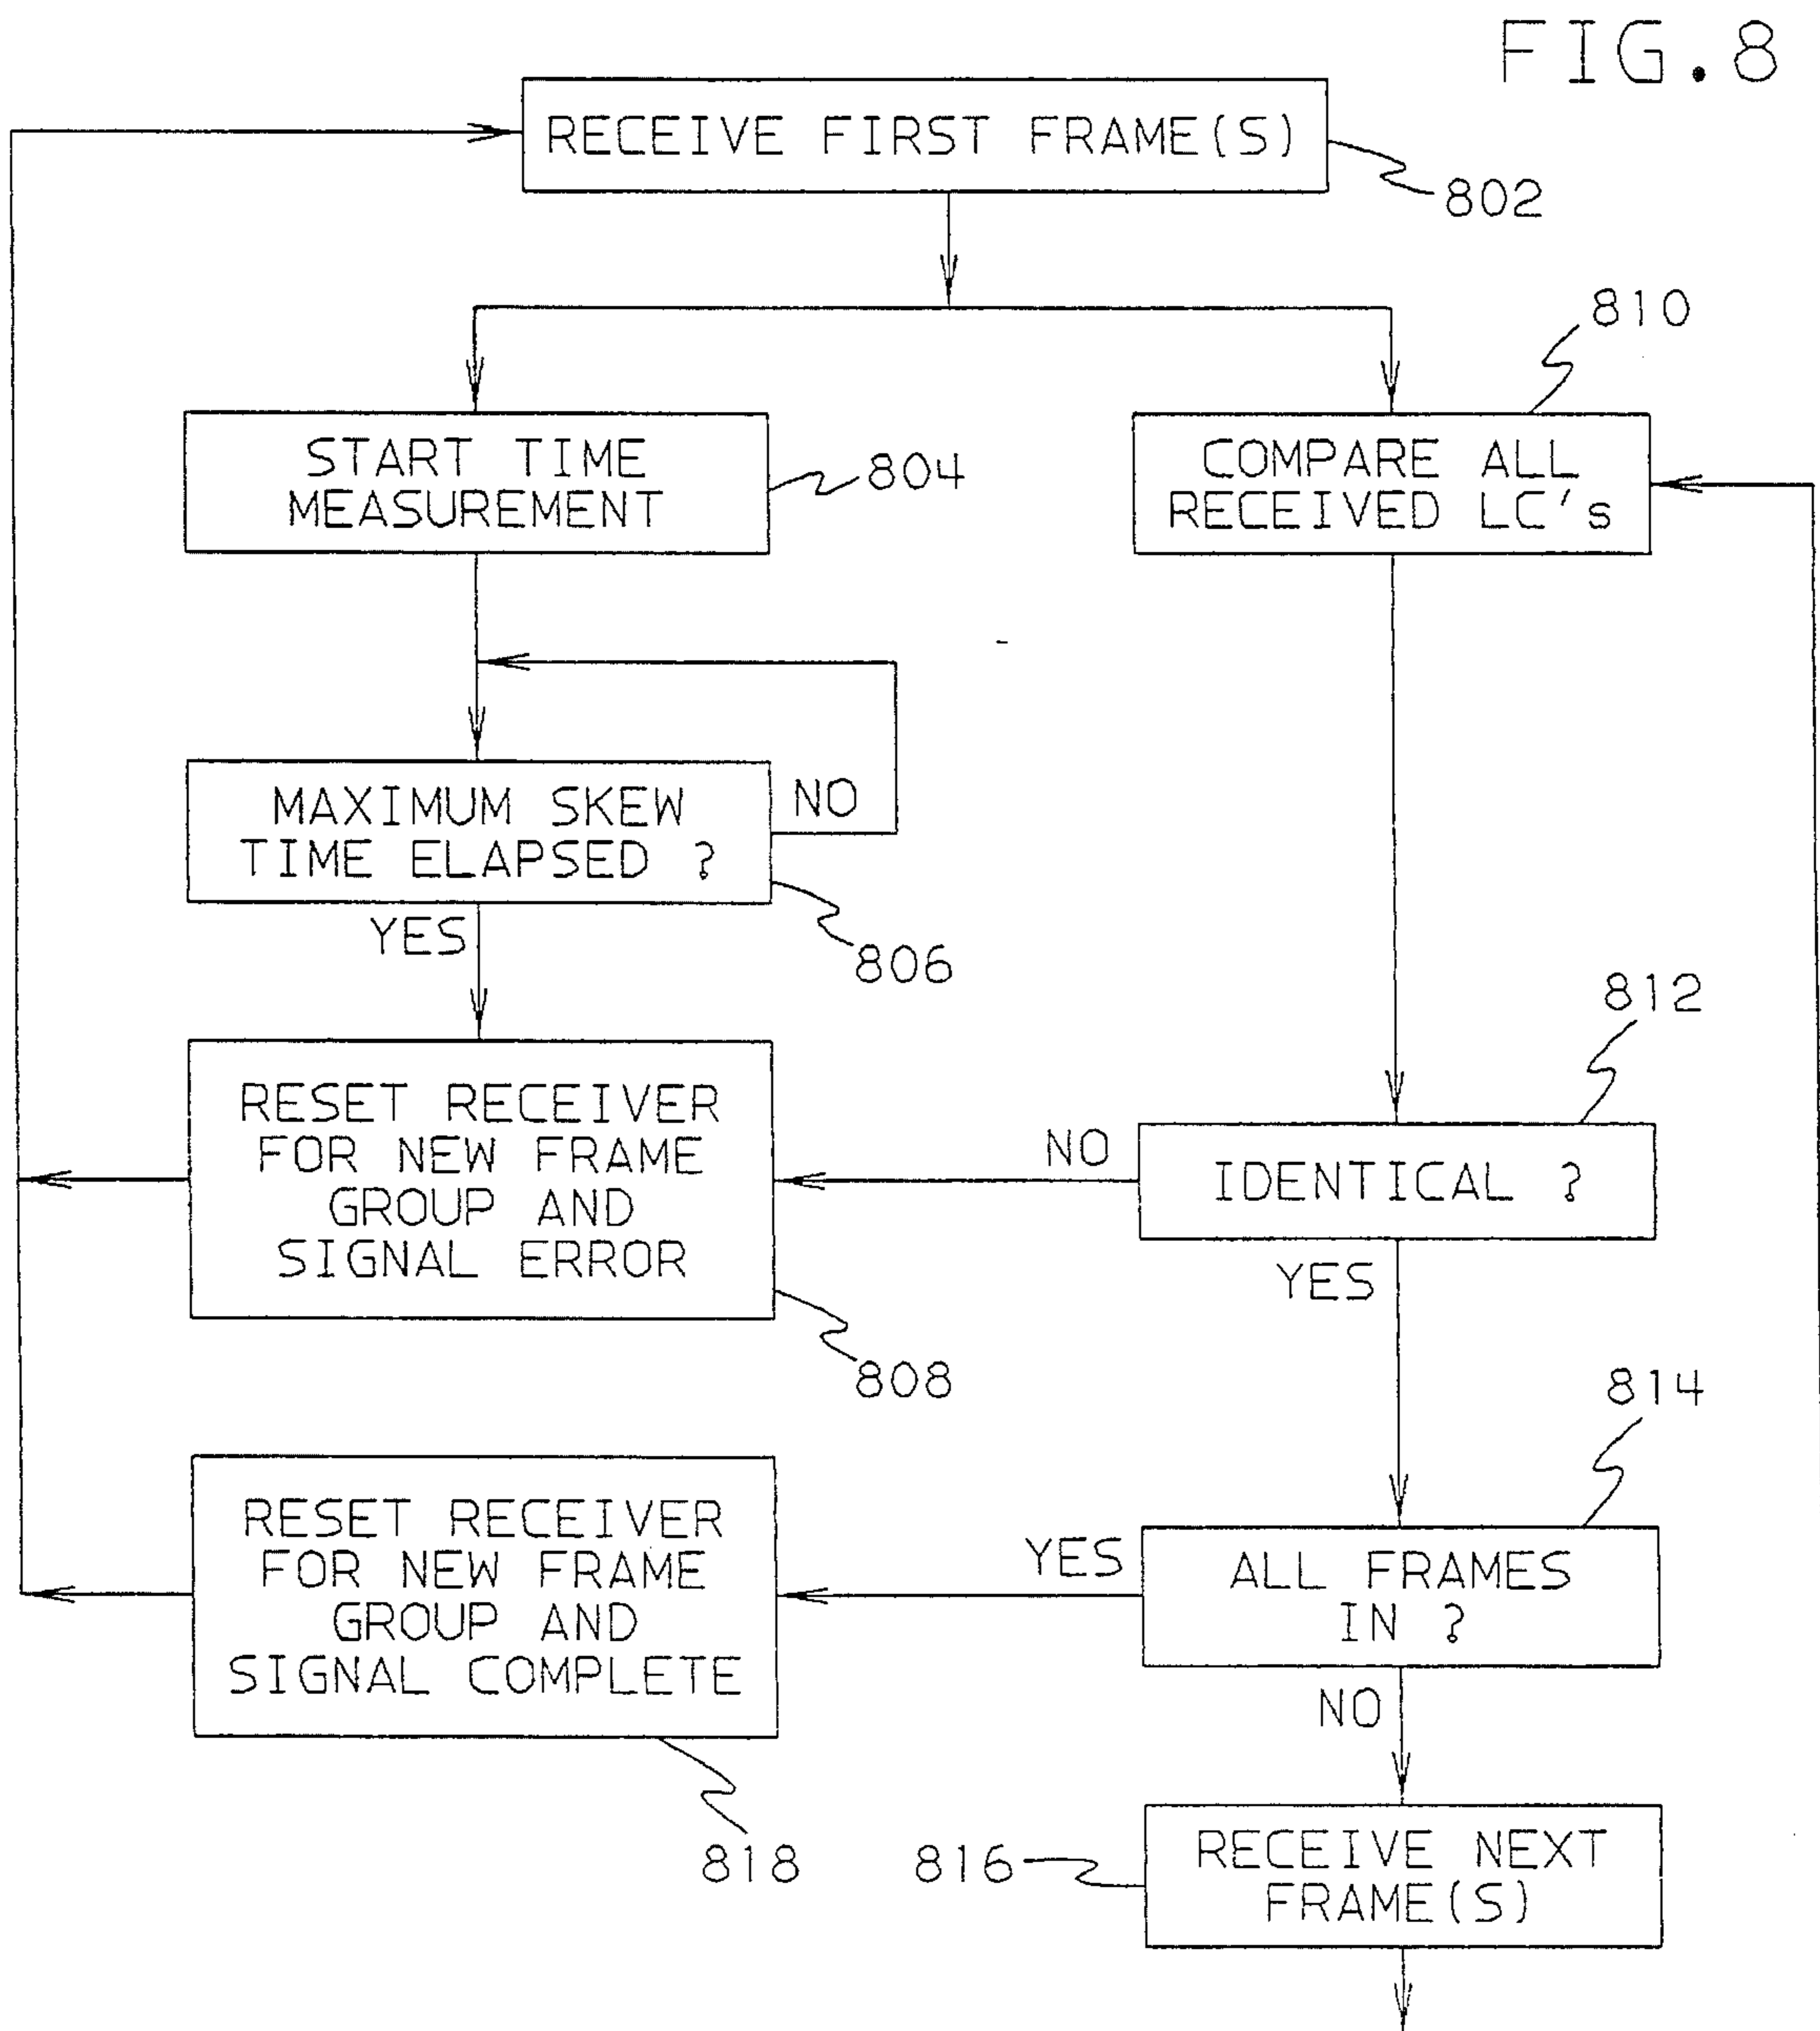 FIG.8
RECEIVE FIRST FRAME(S)
802
810
START TIME
MEASUREMENT
804
COMPARE ALL
RECEIVED LC's
MAXIMUM SKEW
TIME ELAPSED ?
NO
YES
806
812
RESET RECEIVER
FOR NEW FRAME
GROUP AND
SIGNAL ERROR
NO
IDENTICAL ?
YES
808
814
RESET RECEIVER
FOR NEW FRAME
GROUP AND
SIGNAL COMPLETE
YES
ALL FRAMES
IN ?
NO
818
816
RECEIVE NEXT
FRAME(S)